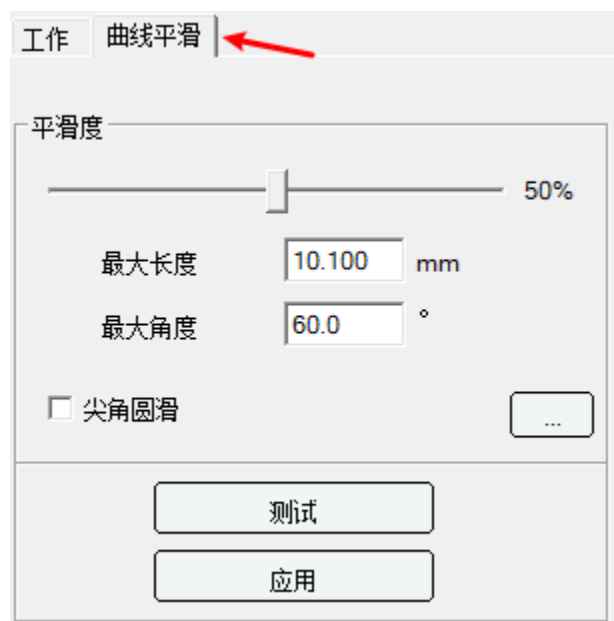 工作 曲线平滑
平滑度
50%
最大长度 10.100 mm
最大角度 60.0 °
尖角圆滑 ...
测试
应用